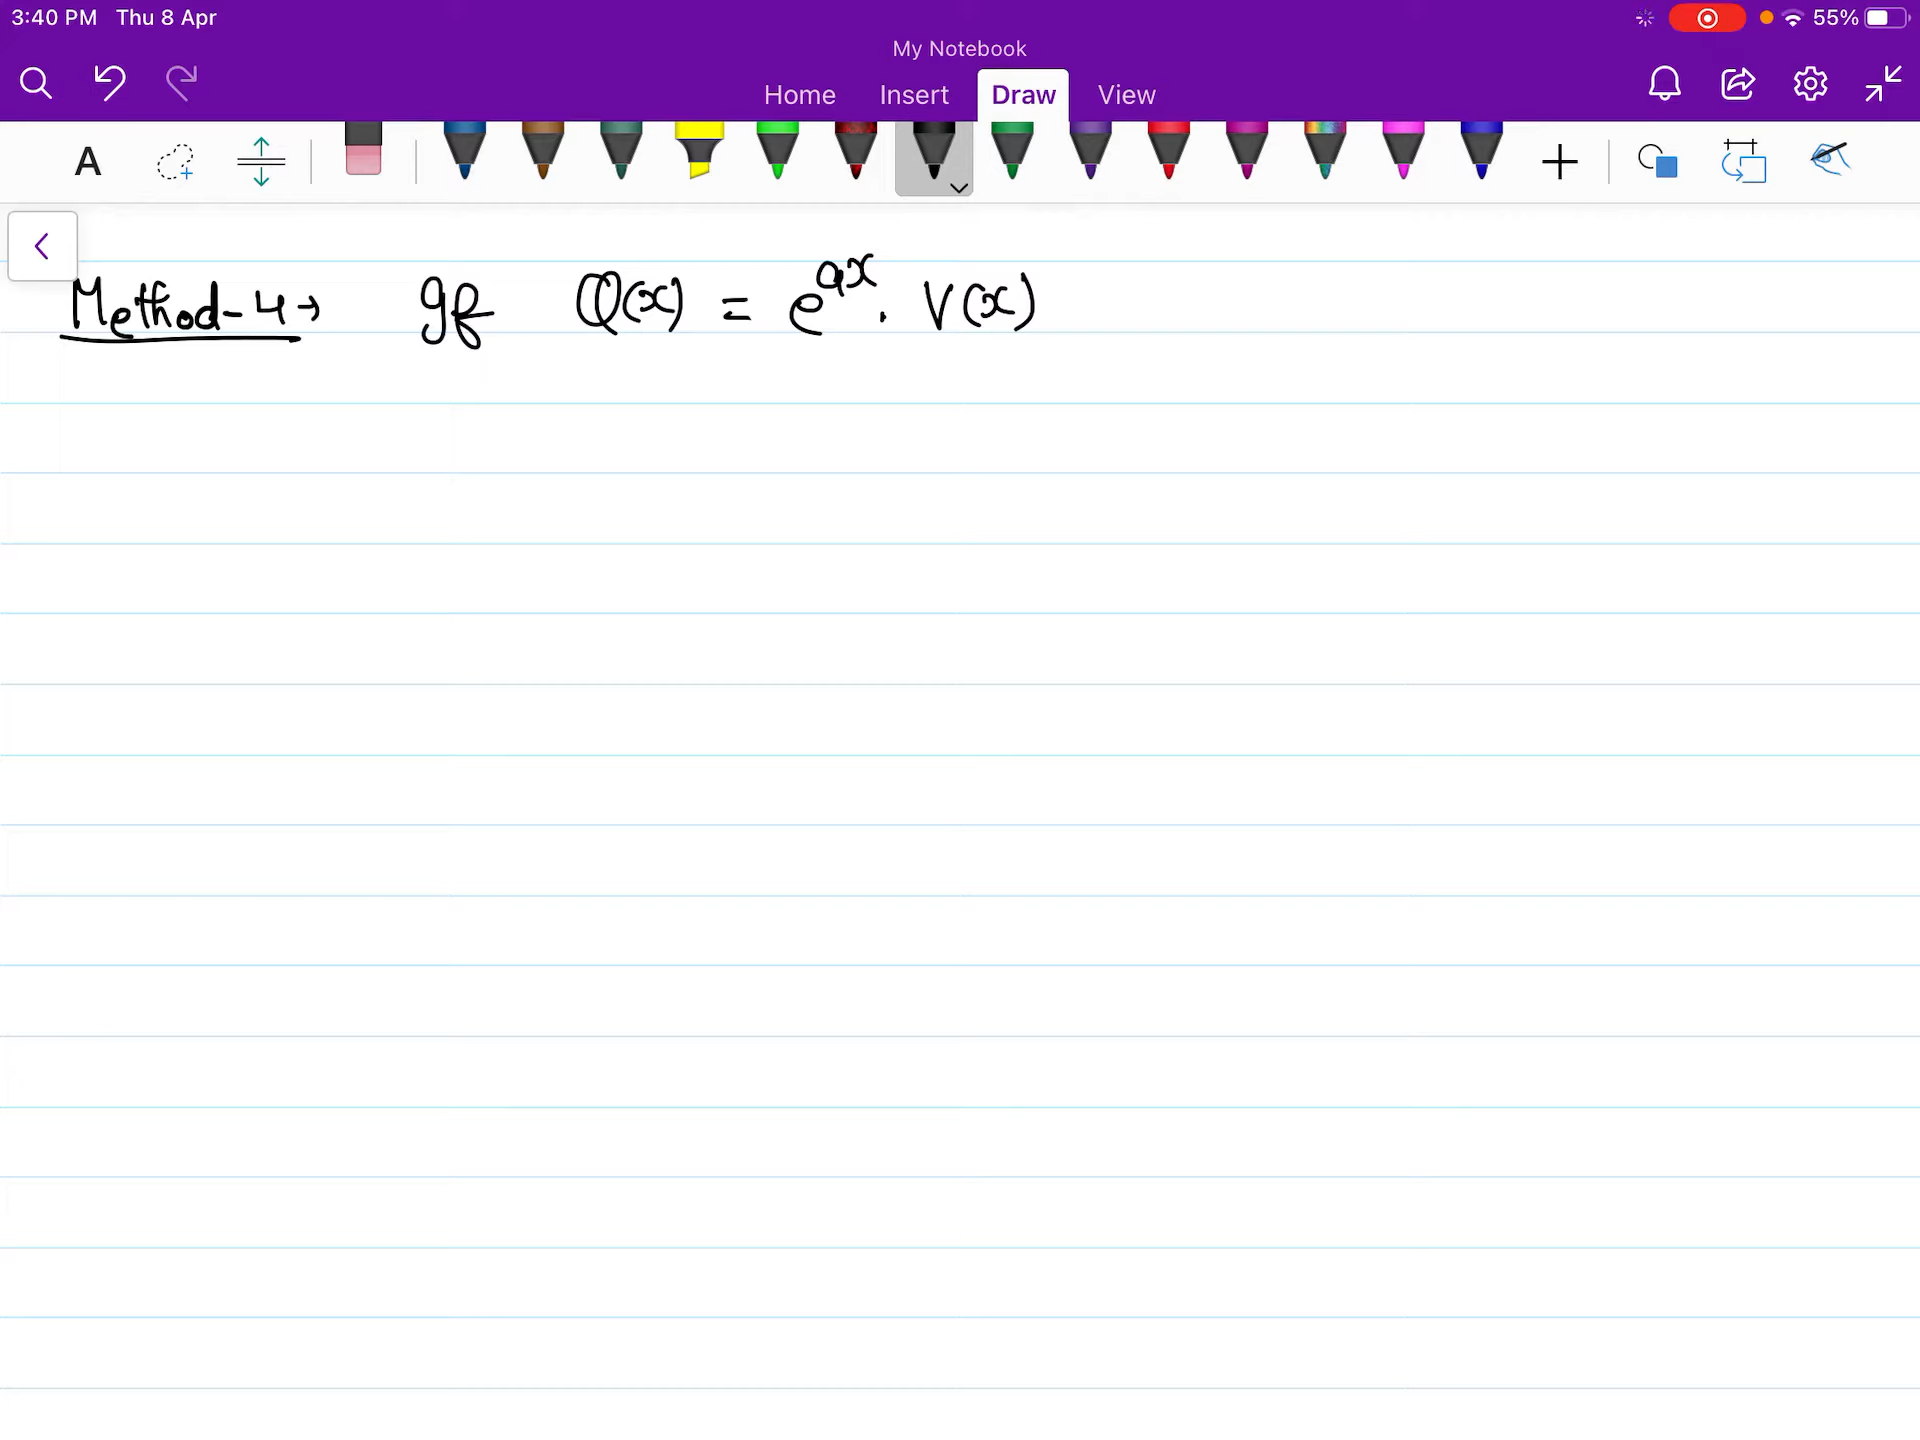 3:40 PM Thu 8 Apr
55%
My Notebook
Home Insert Draw View
A
Method-4→ If Q(x) = e^{ax} . V(x)